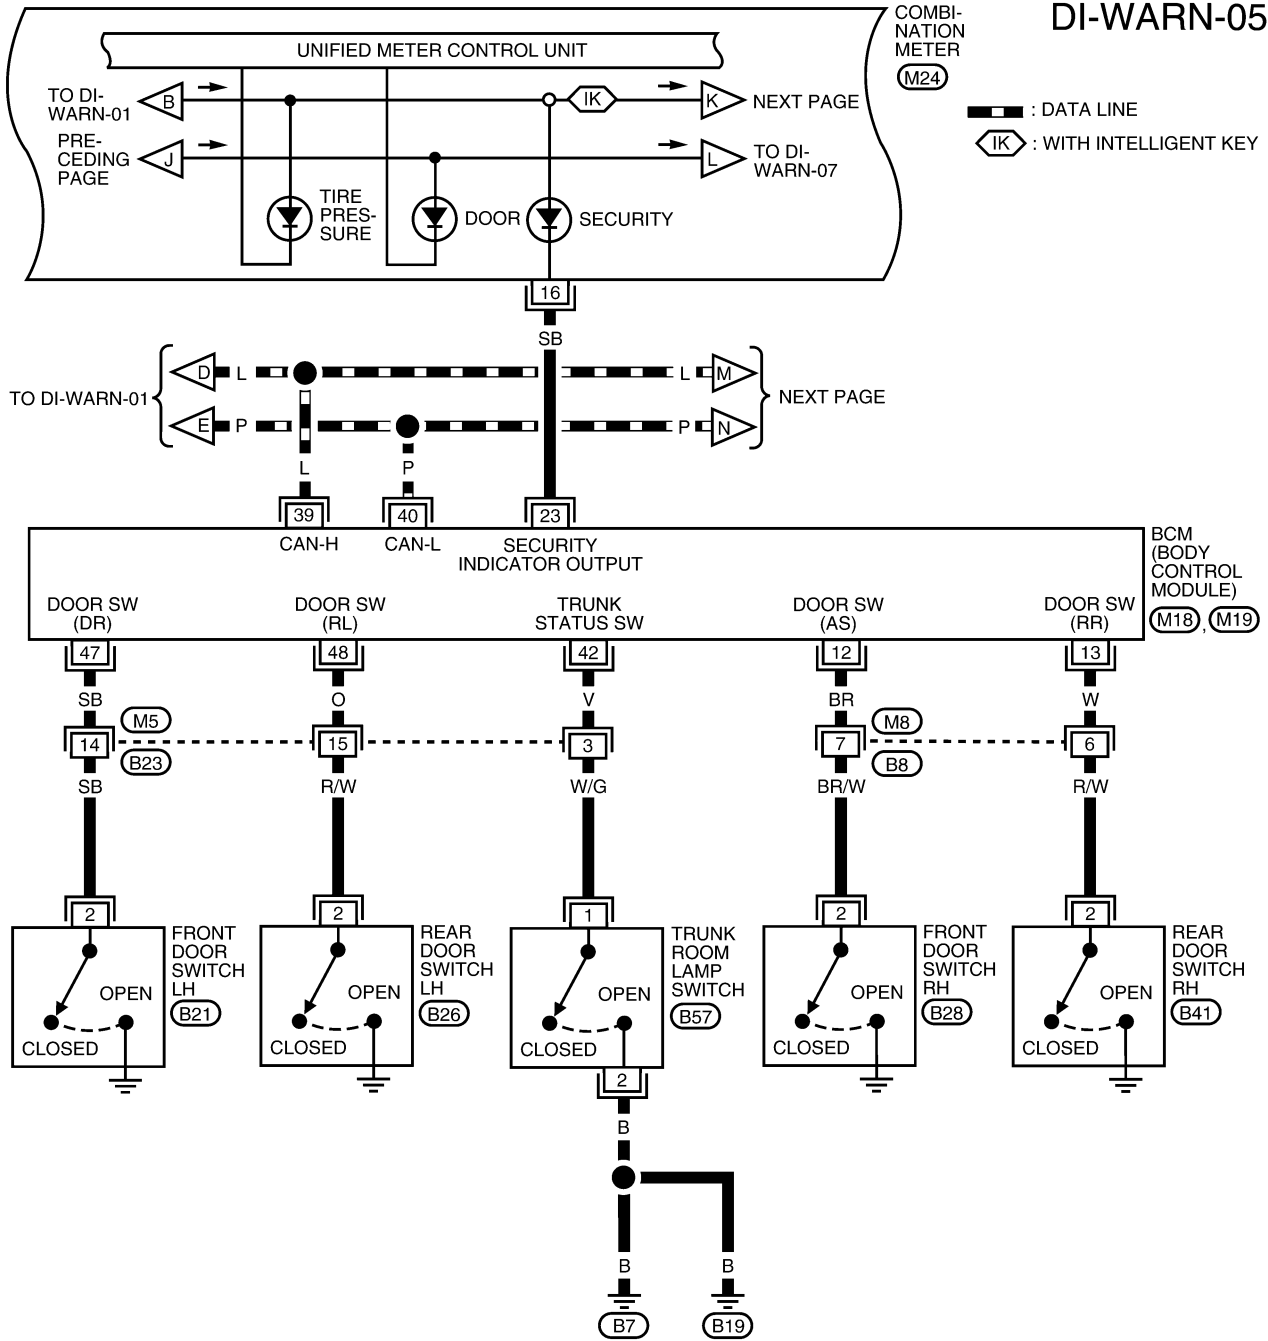 DI-WARN-05
COMBI-
NATION
METER
M24
UNIFIED METER CONTROL UNIT
TO DI-
WARN-01
B
IK
K
NEXT PAGE
: DATA LINE
IK
: WITH INTELLIGENT KEY
PRE-
CEDING
PAGE
J
L
TO DI-
WARN-07
TIRE
PRES-
SURE
DOOR
SECURITY
16
SB
TO DI-WARN-01
D
L
L
M
E
P
P
N
NEXT PAGE
L
P
39
40
23
CAN-H
CAN-L
SECURITY
INDICATOR OUTPUT
BCM
(BODY
CONTROL
MODULE)
M18 , M19
DOOR SW
(DR)
DOOR SW
(RL)
TRUNK
STATUS SW
DOOR SW
(AS)
DOOR SW
(RR)
47
48
42
12
13
SB
O
V
BR
W
M5
M8
14
15
3
7
6
B23
B8
SB
R/W
W/G
BR/W
R/W
2
2
1
2
2
FRONT
DOOR
SWITCH
LH
B21
OPEN
CLOSED
REAR
DOOR
SWITCH
LH
B26
OPEN
CLOSED
TRUNK
ROOM
LAMP
SWITCH
B57
OPEN
CLOSED
FRONT
DOOR
SWITCH
RH
B28
OPEN
CLOSED
REAR
DOOR
SWITCH
RH
B41
OPEN
CLOSED
2
B
B
B
B7
B19